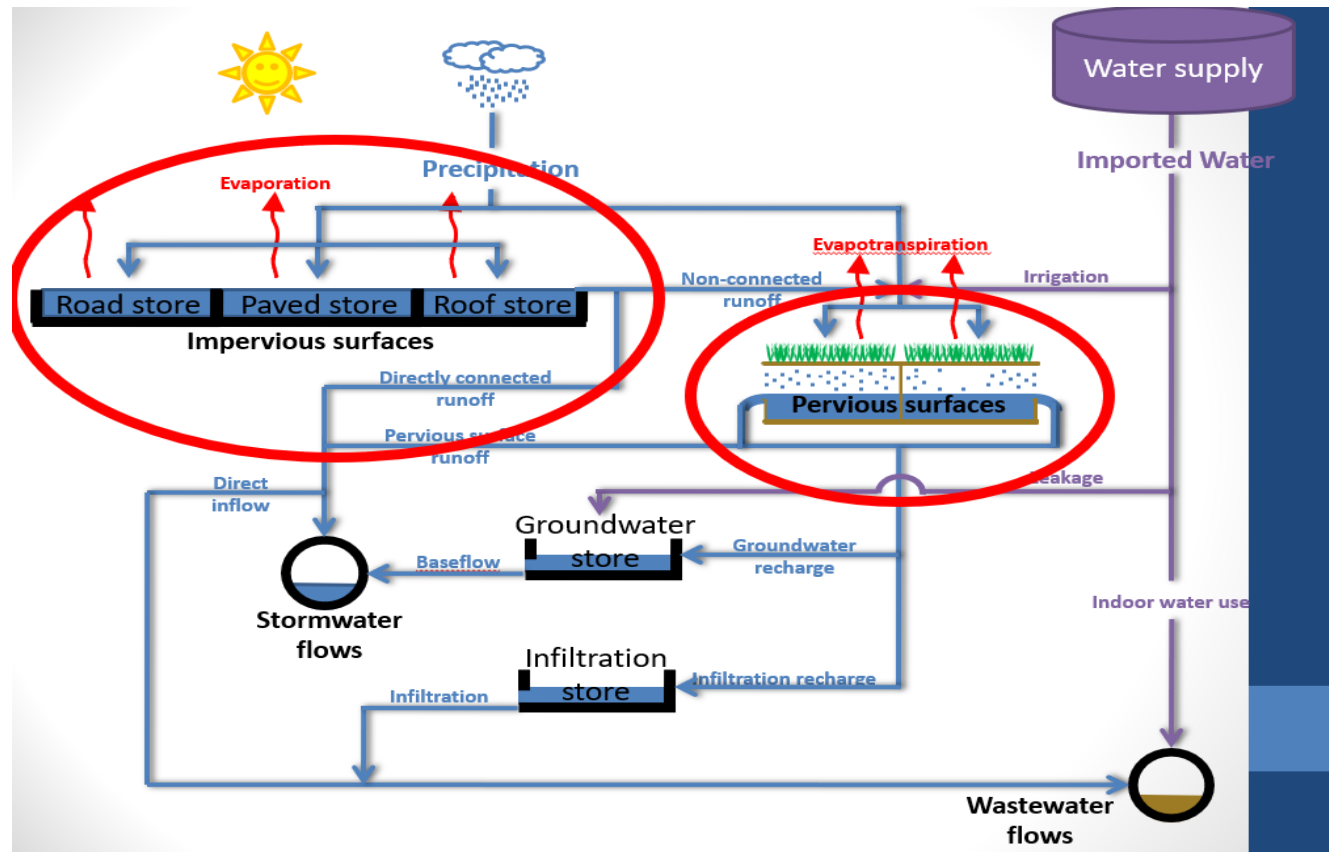 Water supply
Precipitation
Imported Water
Evaporation
Evapotranspiration
Non-connected
runoff
Irrigation
Road store
Paved store
Roof store
Impervious surfaces
Directly connected
runoff
Pervious surfaces
Pervious surface
runoff
Direct
inflow
Leakage
Groundwater
store
Groundwater
recharge
Baseflow
Stormwater
flows
Indoor water use
Infiltration
store
Infiltration recharge
Infiltration
Wastewater
flows